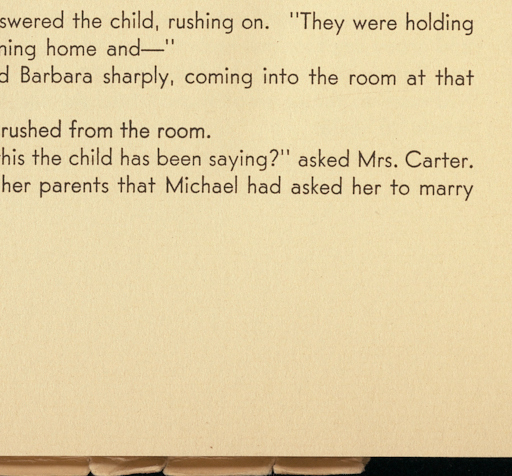 swered the child, rushing on. "They were holding
ning home and—"
d Barbara sharply, coming into the room at that
rushed from the room.
his the child has been saying?" asked Mrs. Carter.
her parents that Michael had asked her to marry